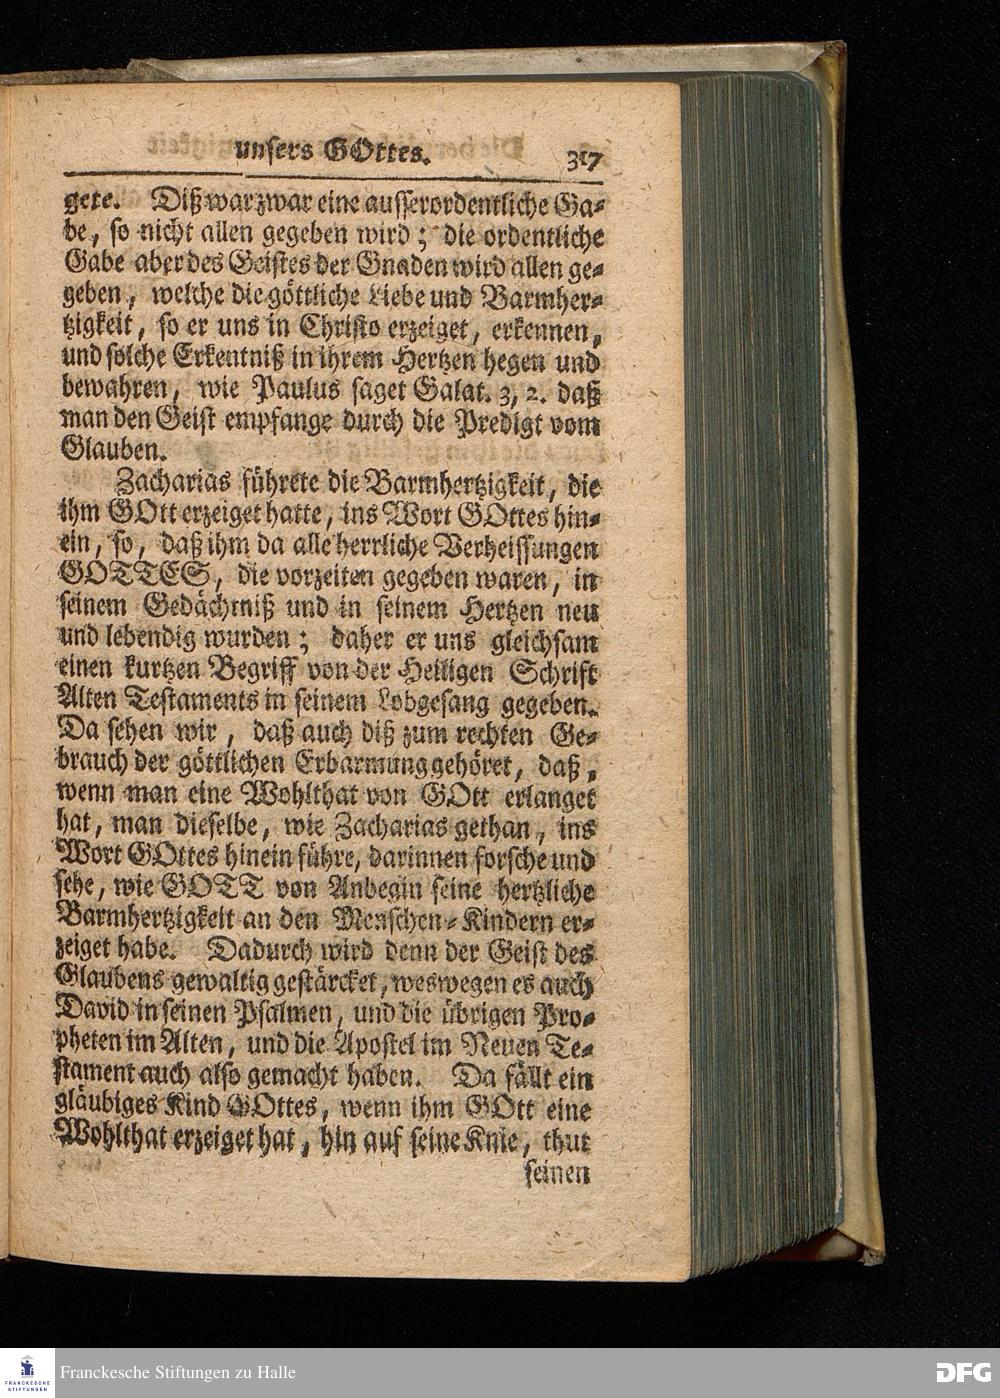 unsers GOttes. 317
gete. Diß war zwar eine ausserordentliche Ga-
be, so nicht allen gegeben wird; die ordentliche
Gabe aber des Geistes der Gnaden wird allen ge-
geben, welche die göttliche Liebe und Barmher-
tzigkeit, so er uns in Christo erzeiget, erkennen,
und solche Erkentniß in ihrem Hertzen hegen und
bewahren, wie Paulus saget Galat. 3, 2. daß
man den Geist empfange durch die Predigt vom
Glauben.
Zacharias führete die Barmhertzigkeit, die
ihm GOtt erzeiget hatte, ins Wort GOttes hin-
ein, so, daß ihm da alle herrliche Verheissungen
GOTTES, die vorzeiten gegeben waren, in
seinem Gedächtniß und in seinem Hertzen neu
und lebendig wurden; daher er uns gleichsam
einen kurtzen Begriff von der Heiligen Schrift
Alten Testaments in seinem Lobgesang gegeben.
Da sehen wir, daß auch diß zum rechten Ge-
brauch der göttlichen Erbarmung gehöret, daß,
wenn man eine Wohlthat von GOtt erlanget
hat, man dieselbe, wie Zacharias gethan, ins
Wort GOttes hinein führe, darinnen forsche und
sehe, wie GOTT von Anbegin seine hertzliche
Barmhertzigkeit an den Menschen-Kindern er-
zeiget habe. Dadurch wird denn der Geist des
Glaubens gewaltig gestärcket, weswegen es auch
David in seinen Psalmen, und die übrigen Pro-
pheten im Alten, und die Apostel im Neuen Te-
stament auch also gemacht haben. Da fällt ein
gläubiges Kind GOttes, wenn ihm GOtt eine
Wohlthat erzeiget hat, hin auf seine Knie, thut
seinen
FRANCKESCHE STIFTUNGEN
Franckesche Stiftungen zu Halle
DFG